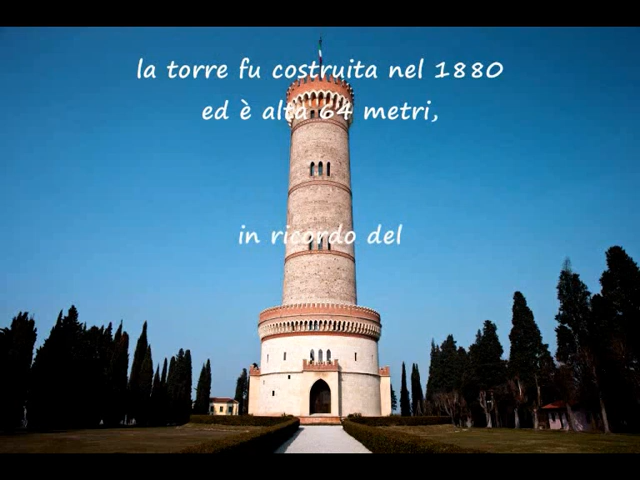 la torre fu costruita nel 1880
ed è alta 64 metri,
in ricordo del